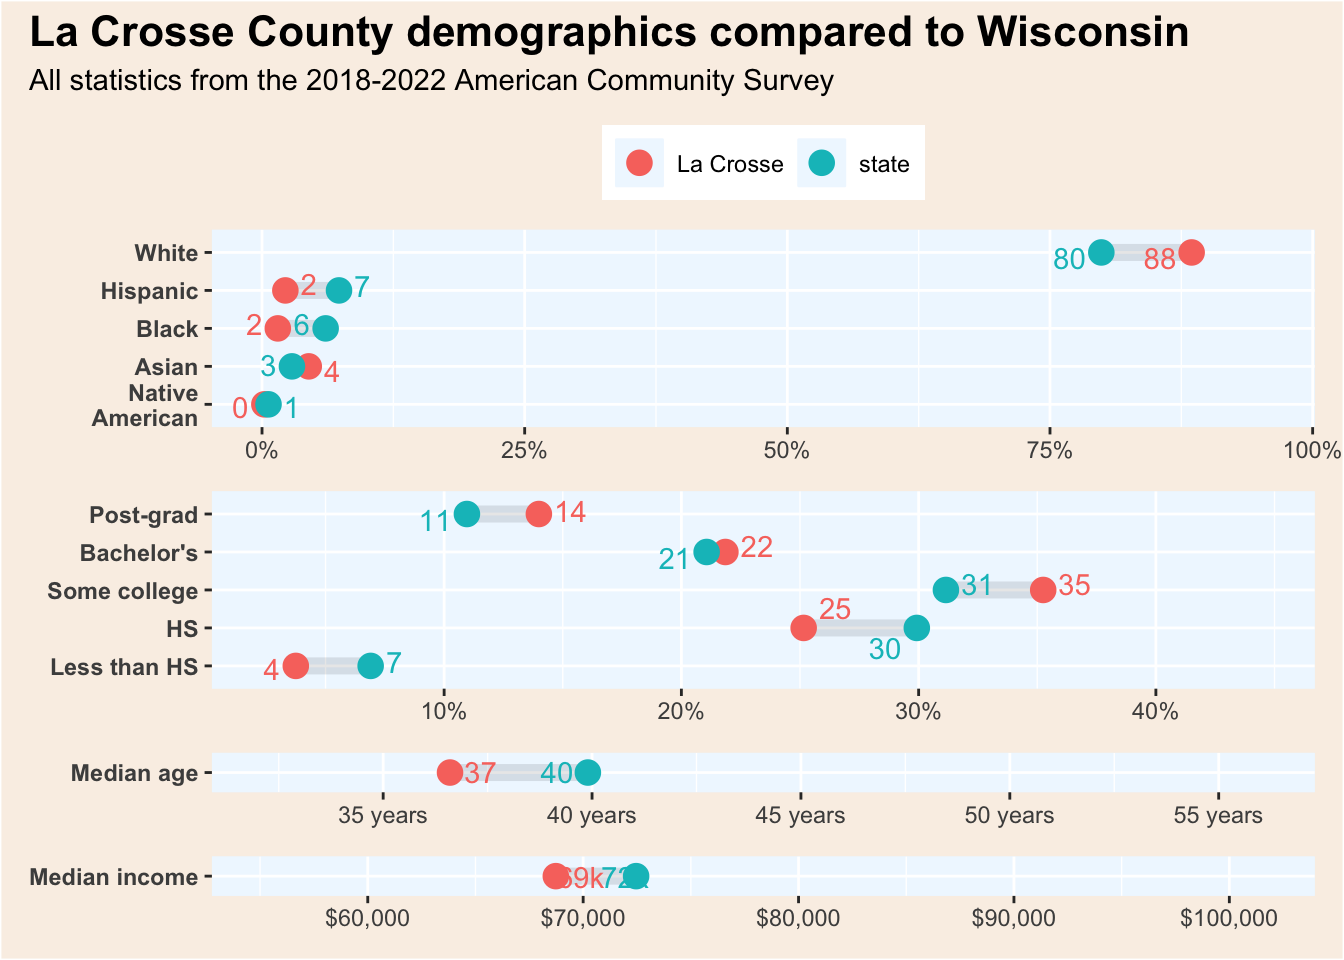 La Crosse County demographics compared to Wisconsin
All statistics from the 2018-2022 American Community Survey
La Crosse state
White 80 88
Hispanic 2 7
Black 2 6
Asian 3 4
Native
American 0 1
0% 25% 50% 75% 100%
Post-grad 11 14
Bachelor's 21 22
Some college 31 35
HS 25 30
Less than HS 4 7
10% 20% 30% 40%
Median age 37 40
35 years 40 years 45 years 50 years 55 years
Median income 69k 72k
$60,000 $70,000 $80,000 $90,000 $100,000